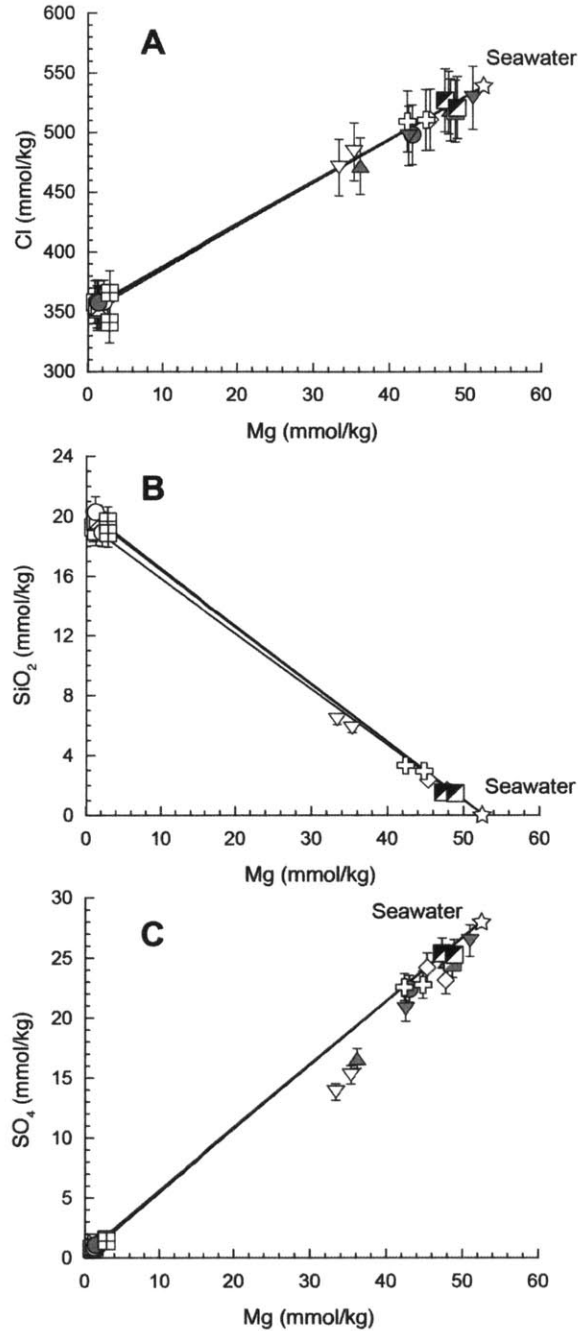 600
A
Seawater
550
500
450
400
350
300
Cl (mmol/kg)
0 10 20 30 40 50 60
Mg (mmol/kg)
24
B
20
16
12
8
4
0
SiO₂ (mmol/kg)
Seawater
0 10 20 30 40 50 60
Mg (mmol/kg)
30
C
Seawater
25
20
15
10
5
0
SO₄ (mmol/kg)
0 10 20 30 40 50 60
Mg (mmol/kg)